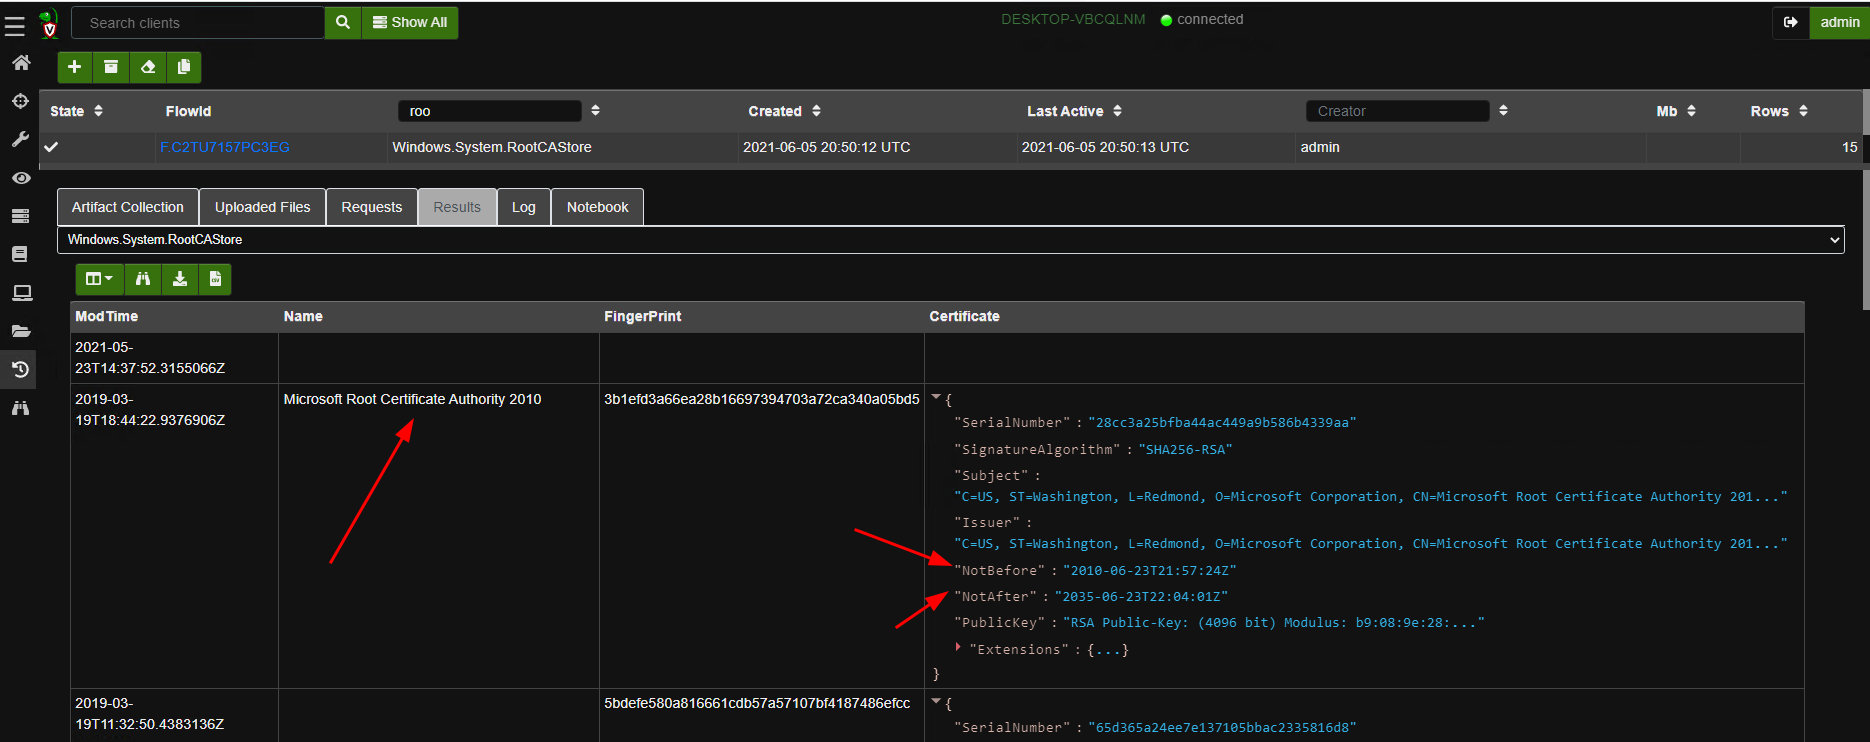 Search clients
Show All
DESKTOP-VBCQLNM connected
admin
State FlowId roo Created Last Active Creator Mb Rows
F.C2TU7157PC3EG Windows.System.RootCAStore 2021-06-05 20:50:12 UTC 2021-06-05 20:50:13 UTC admin 15
Artifact Collection Uploaded Files Requests Results Log Notebook
Windows.System.RootCAStore
ModTime Name FingerPrint Certificate
2021-05-
23T14:37:52.3155066Z
2019-03- Microsoft Root Certificate Authority 2010 3b1efd3a66ea28b16697394703a72ca340a05bd5 {
19T18:44:22.9376906Z
"SerialNumber" : "28cc3a25bfba44ac449a9b586b4339aa"
"SignatureAlgorithm" : "SHA256-RSA"
"Subject" :
"C=US, ST=Washington, L=Redmond, O=Microsoft Corporation, CN=Microsoft Root Certificate Authority 201..."
"Issuer" :
"C=US, ST=Washington, L=Redmond, O=Microsoft Corporation, CN=Microsoft Root Certificate Authority 201..."
"NotBefore" : "2010-06-23T21:57:24Z"
"NotAfter" : "2035-06-23T22:04:01Z"
"PublicKey" : "RSA Public-Key: (4096 bit) Modulus: b9:08:9e:28:..."
"Extensions" : {...}
}
2019-03- 5bdefe580a816661cdb57a57107bf4187486efcc {
19T11:32:50.4383136Z
"SerialNumber" : "65d365a24ee7e137105bbac2335816d8"